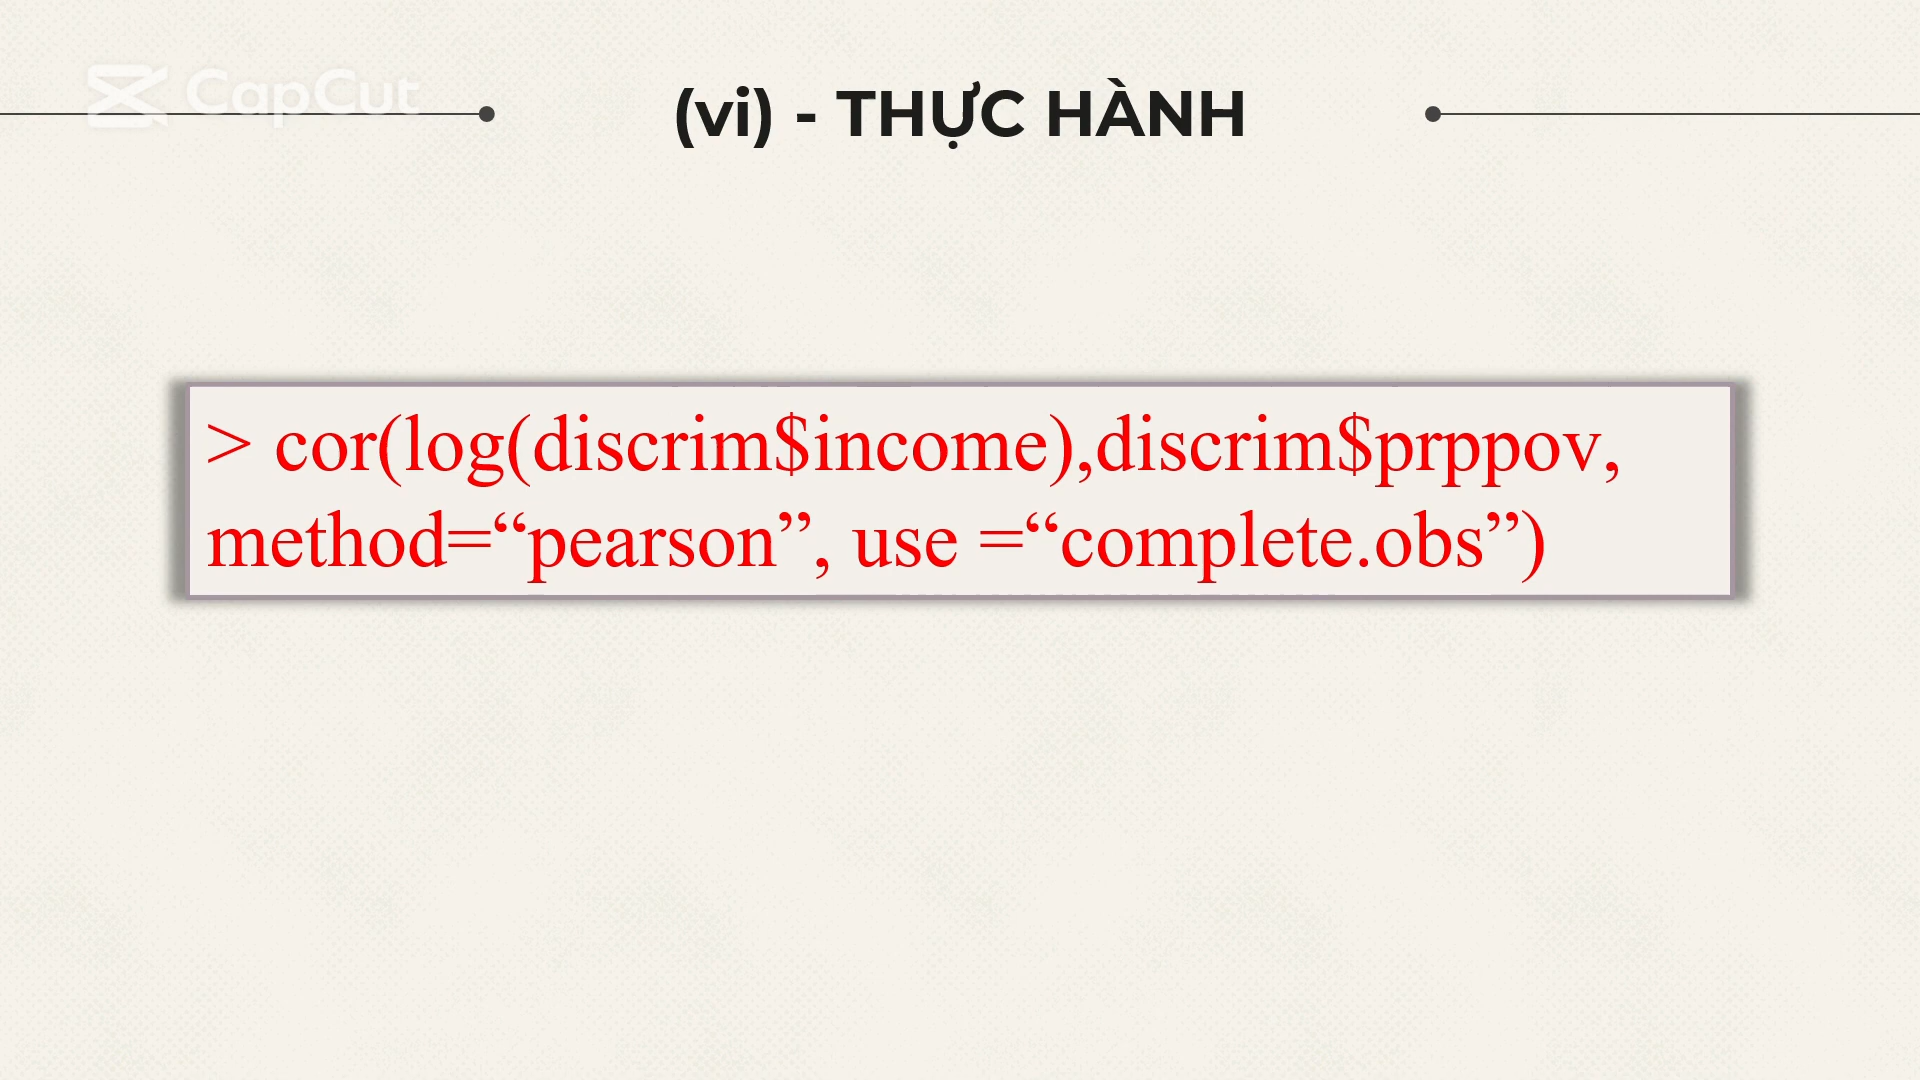 CapCut
(vi) - THỰC HÀNH
> cor(log(discrim$income),discrim$prppov,
method=“pearson”, use =“complete.obs”)